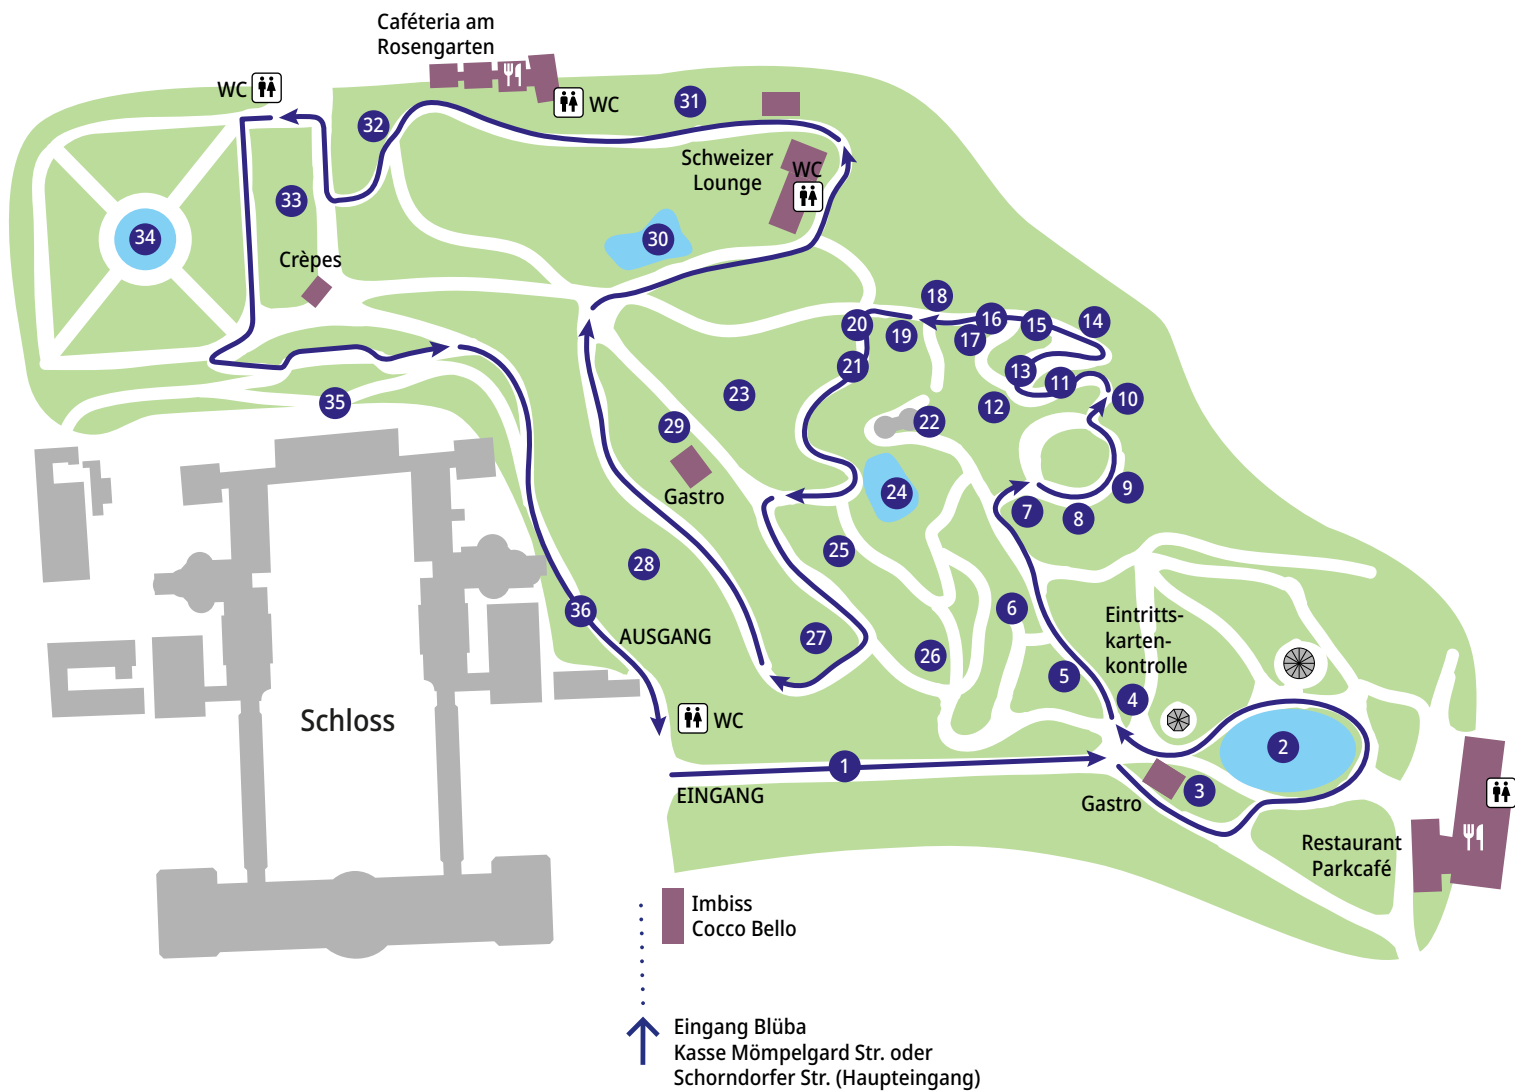 Caféteria am
Rosengarten
WC
WC
31
32
Schweizer
Lounge
WC
33
34
30
Crèpes
18
16
15
14
20
19
17
21
13
11
10
23
12
22
35
29
Gastro
24
9
7
8
25
28
6
36
AUSGANG
27
26
Eintritts-
karten-
kontrolle
5
4
Schloss
WC
2
1
EINGANG
3
Gastro
Restaurant
Parkcafé
Imbiss
Cocco Bello
Eingang Blüba
Kasse Mömpelgard Str. oder
Schorndorfer Str. (Haupteingang)